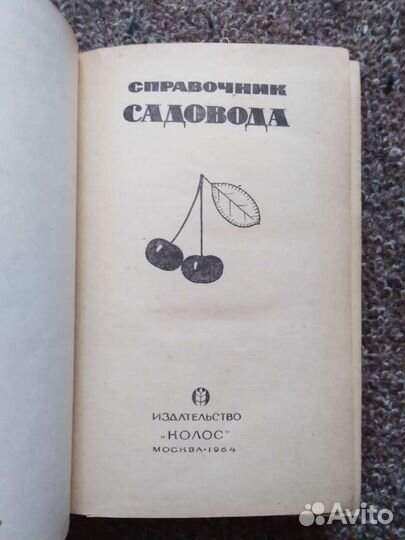 СПРАВОЧНИК
САДОВОДА
ИЗДАТЕЛЬСТВО
„КОЛОС"
МОСКВА·1964
Avito